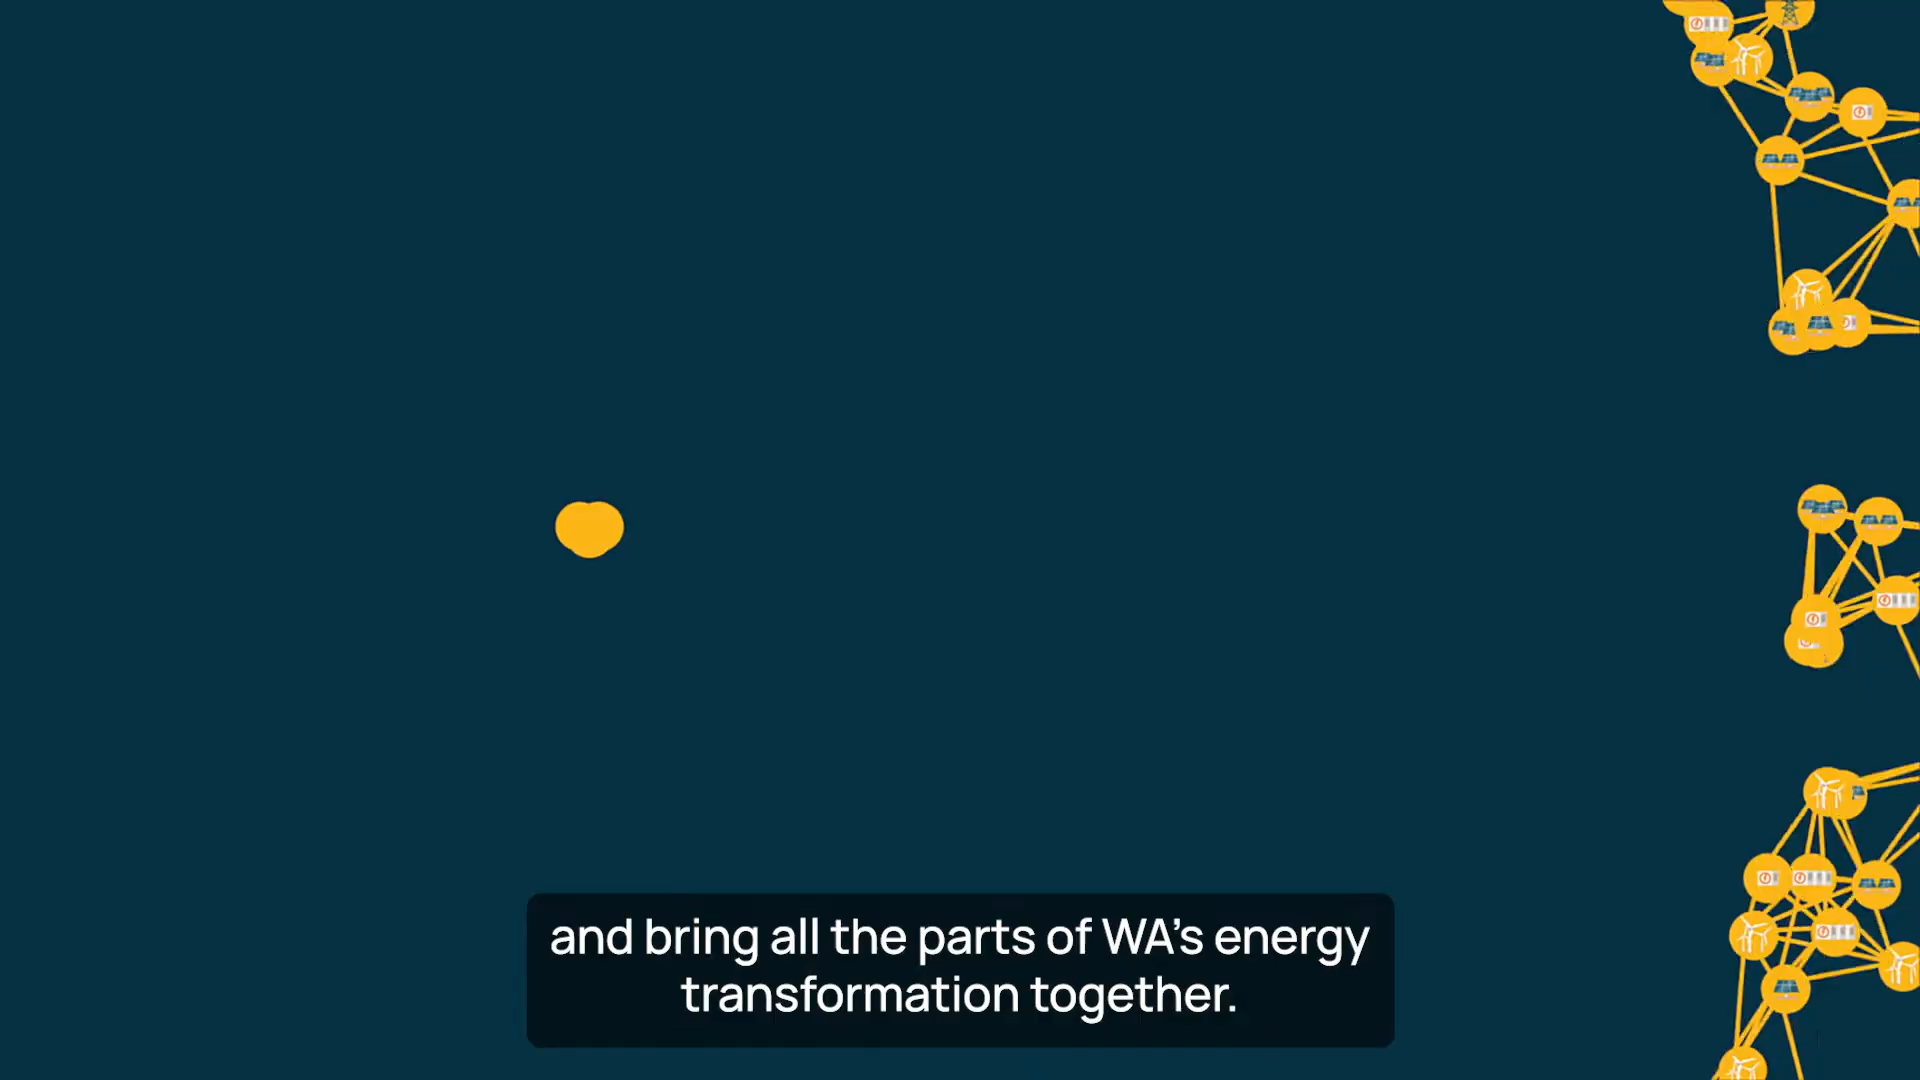 and bring all the parts of WA’s energy
transformation together.